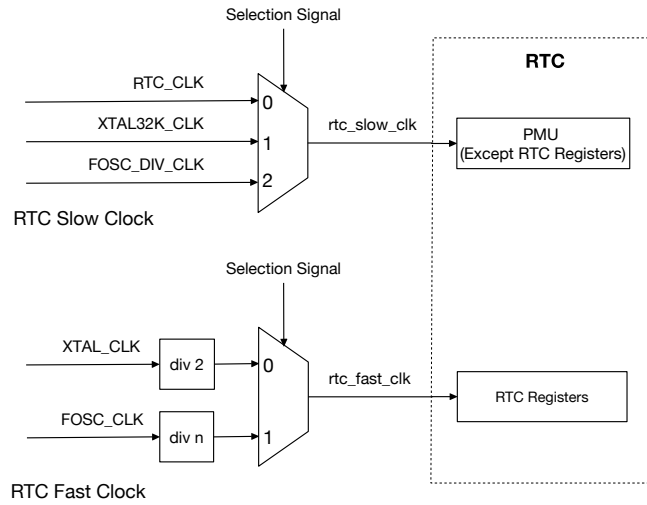 Selection Signal
RTC
RTC_CLK
0
XTAL32K_CLK
1
rtc_slow_clk
PMU
(Except RTC Registers)
FOSC_DIV_CLK
2
RTC Slow Clock
Selection Signal
XTAL_CLK
div 2
0
rtc_fast_clk
RTC Registers
FOSC_CLK
div n
1
RTC Fast Clock